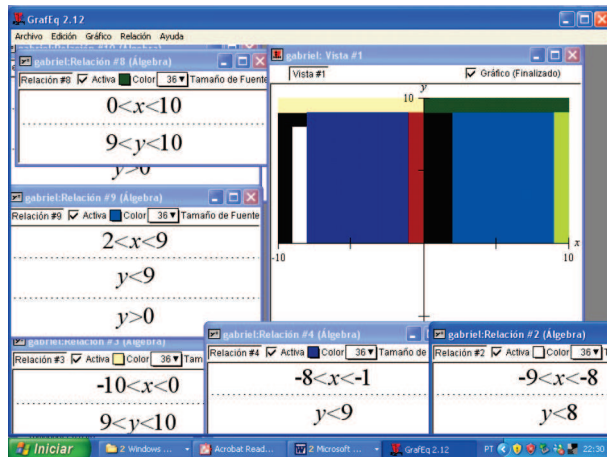 GrafEq 2.12
Archivo Edición Gráfico Relación Ayuda
gabriel:Relación #10 (Álgebra)
gabriel:Relación #8 (Álgebra)
Relación #8 Activa Color 36 Tamaño de Fuente
0<x<10
9<y<10
y>0
gabriel: Vista #1
Vista #1 Gráfico (Finalizado)
y
10
-10
10
x
gabriel:Relación #9 (Álgebra)
Relación #9 Activa Color 36 Tamaño de Fuente
2<x<9
y<9
y>0
gabriel:Relación #3 (Álgebra)
Relación #3 Activa Color 36 Tam
-10<x<0
9<y<10
gabriel:Relación #4 (Álgebra)
Relación #4 Activa Color 36 Tamaño de
-8<x<-1
y<9
gabriel:Relación #2 (Álgebra)
Relación #2 Activa Color 36 T
-9<x<-8
y<8
Iniciar 2 Windows ... Acrobat Read... 2 Microsoft ... GrafEq 2.12 PT 22:30